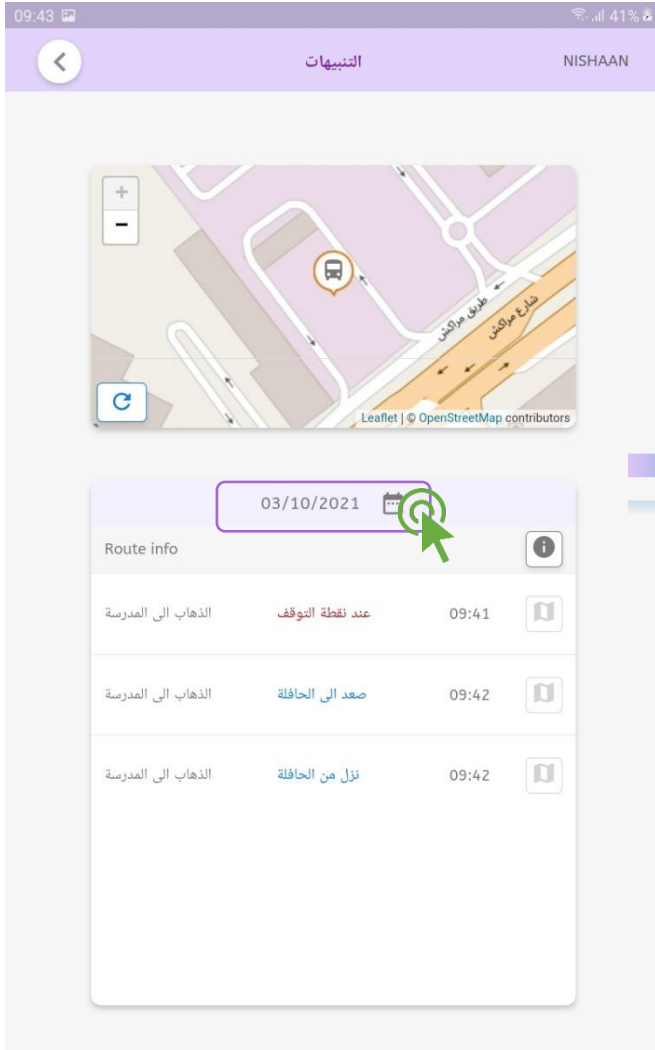 09:43 41%
التنبيهات NISHAAN
+
−
طريق مراكش
شارع مراكش
Leaflet | © OpenStreetMap contributors
03/10/2021
Route info
الذهاب الى المدرسة عند نقطة التوقف 09:41
الذهاب الى المدرسة صعد الى الحافلة 09:42
الذهاب الى المدرسة نزل من الحافلة 09:42